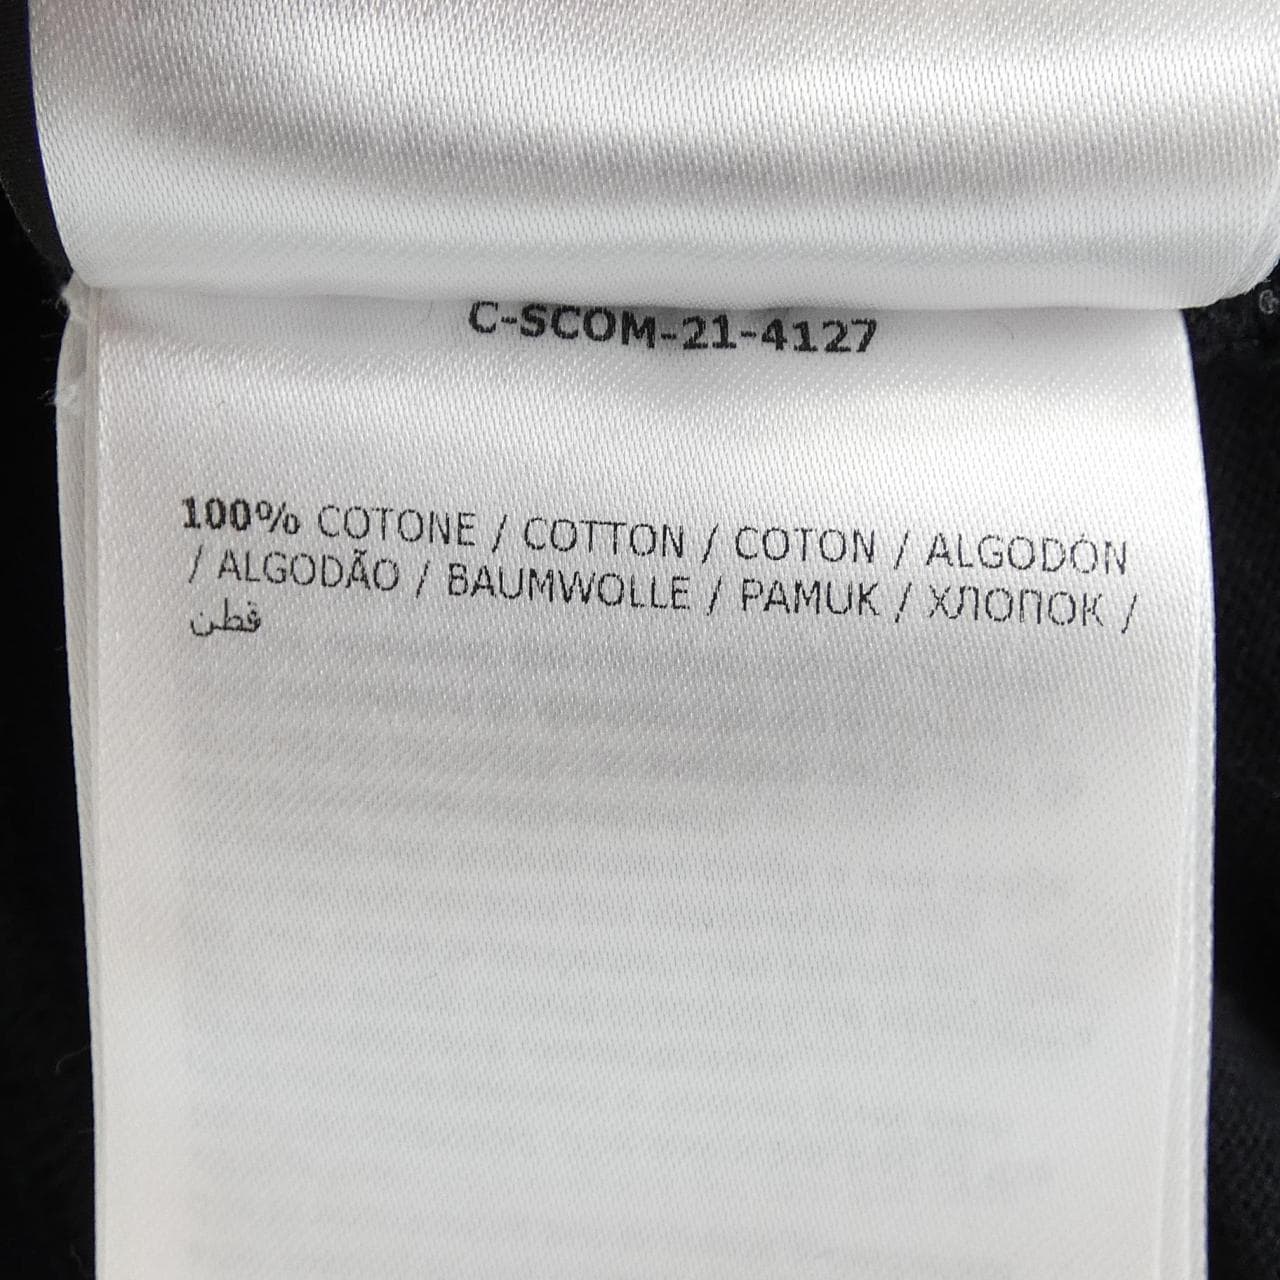 C-SCOM-21-4127
100% COTONE / COTTON / COTON / ALGODÓN
/ ALGODÃO / BAUMWOLLE / PAMUK / ХЛОПОК /
قطن